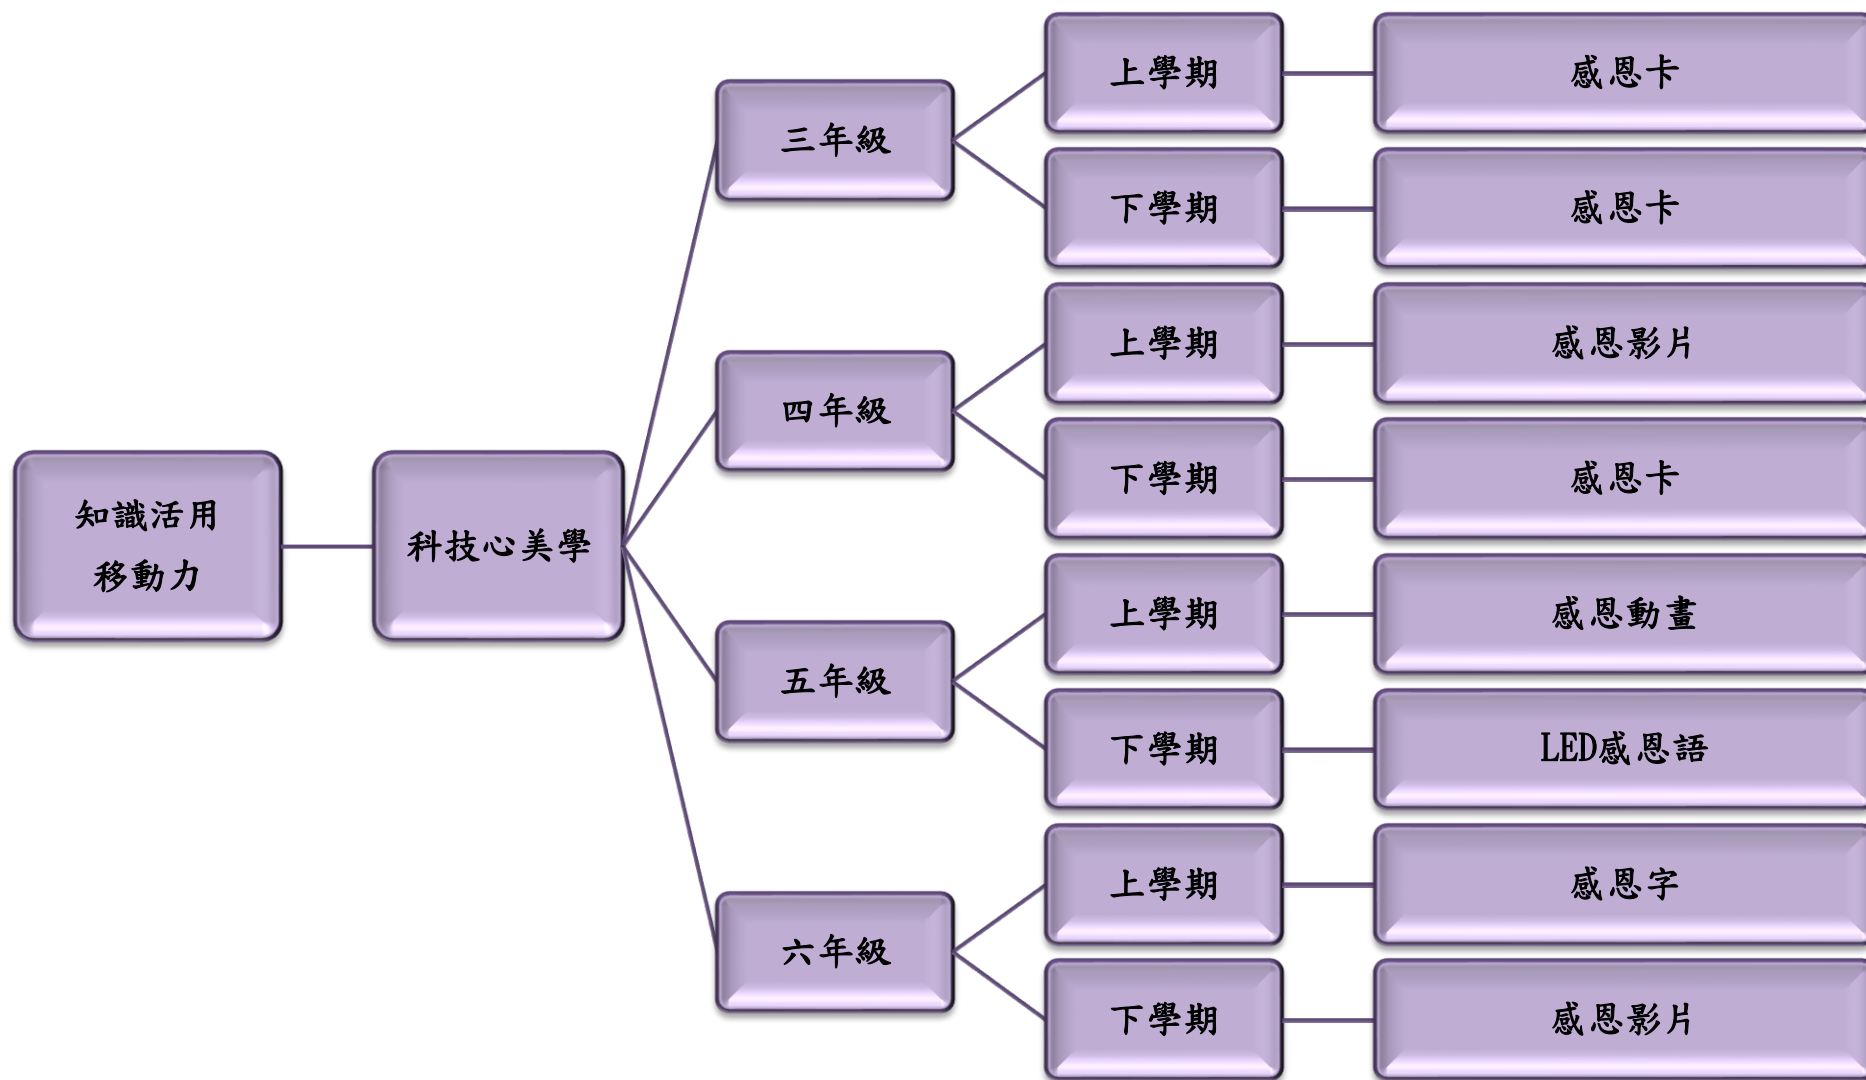 知識活用
移動力
科技心美學
三年級
上學期
感恩卡
下學期
感恩卡
四年級
上學期
感恩影片
下學期
感恩卡
五年級
上學期
感恩動畫
下學期
LED感恩語
六年級
上學期
感恩字
下學期
感恩影片